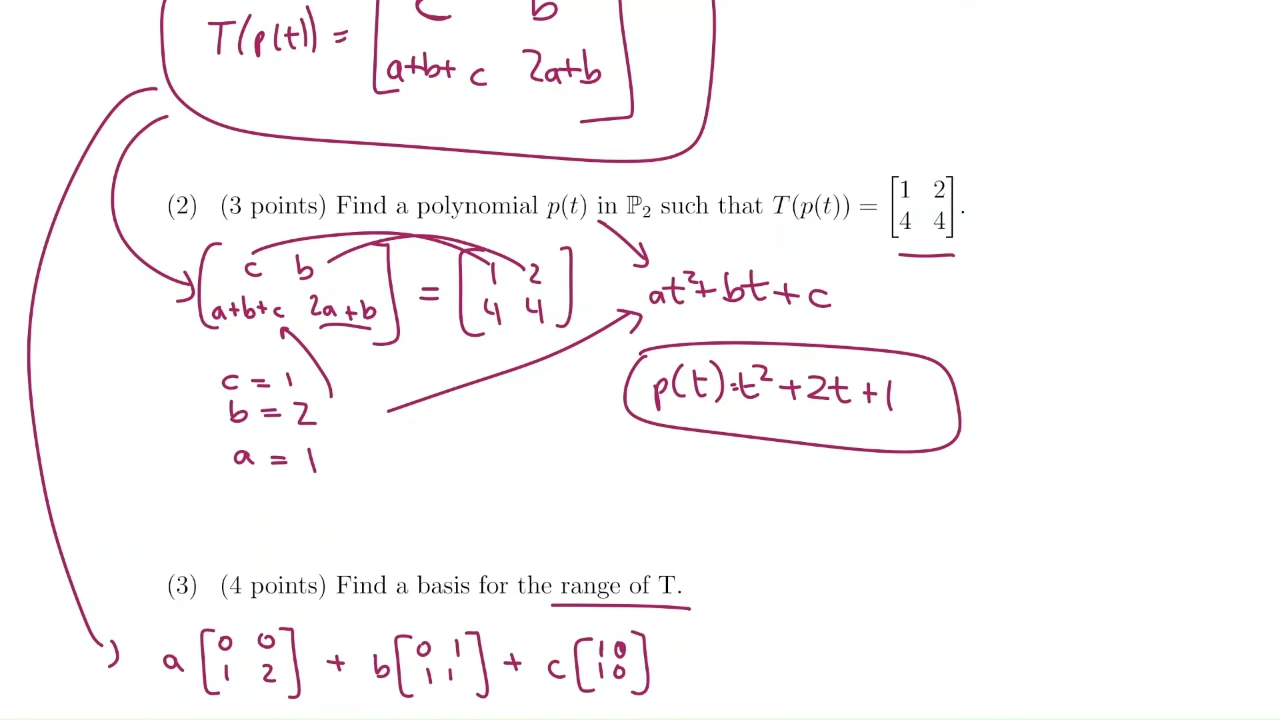 T(p(t)) = [ c b
a+b+c 2a+b ]
(2) (3 points) Find a polynomial p(t) in ℙ₂ such that T(p(t)) = [ 1 2
4 4 ].
[ c b
a+b+c 2a+b ] = [ 1 2
4 4 ]
at²+bt+c
c = 1
b = 2
a = 1
p(t)=t²+2t+1
(3) (4 points) Find a basis for the range of T.
a [ 0 0
1 2 ] + b [ 0 1
1 1 ] + c [ 1 0
1 0 ]